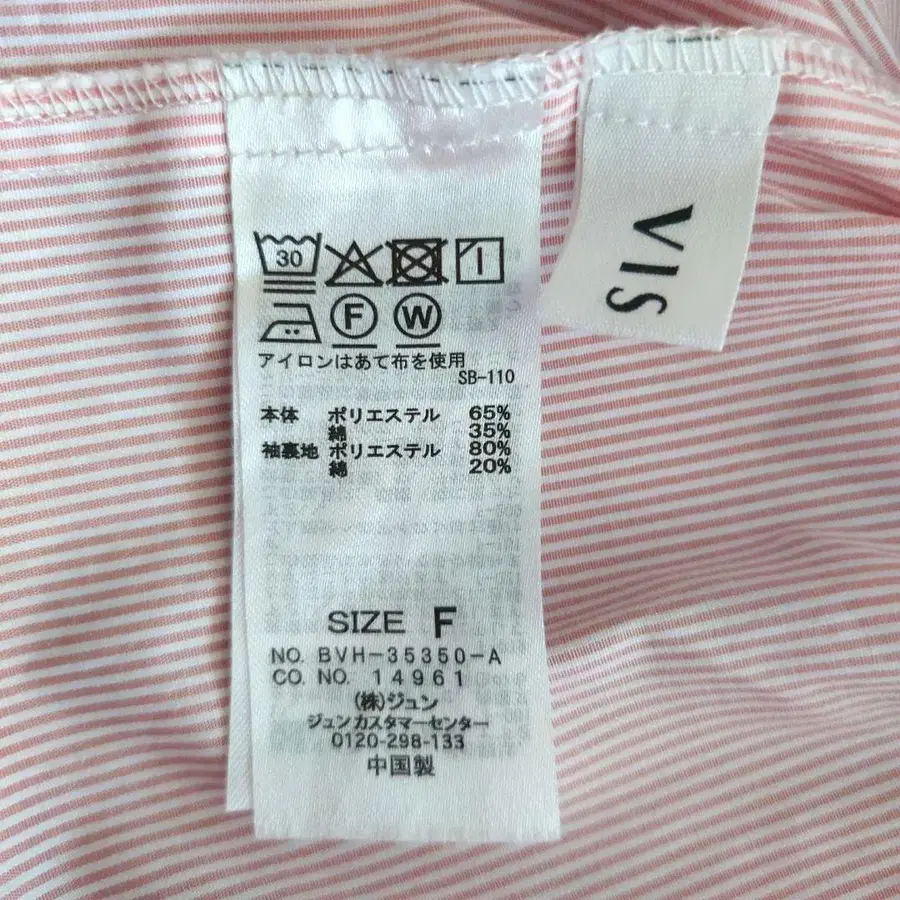 30
F W
アイロンはあて布を使用
SB-110
本体 ポリエステル 65%
綿 35%
袖裏地 ポリエステル 80%
綿 20%
SIZE F
NO. BVH-35350-A
CO. NO. 14961
(株)ジュン
ジュンカスタマーセンター
0120-298-133
中国製
VIS